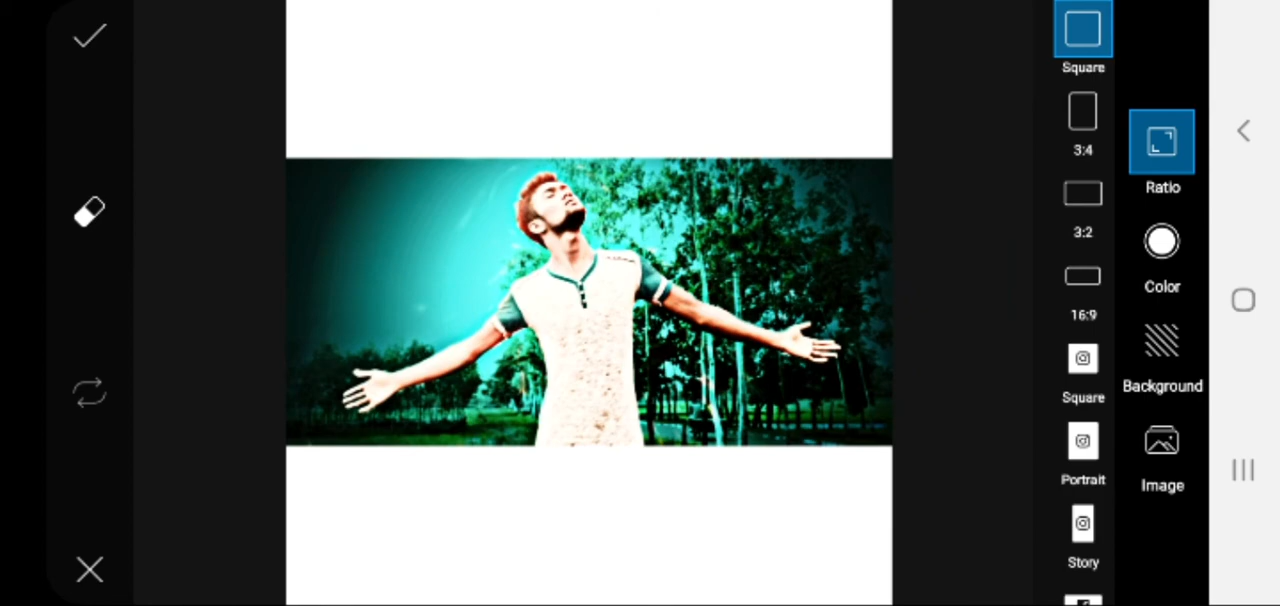 Square
3:4
3:2
16:9
Square
Portrait
Story
Ratio
Color
Background
Image